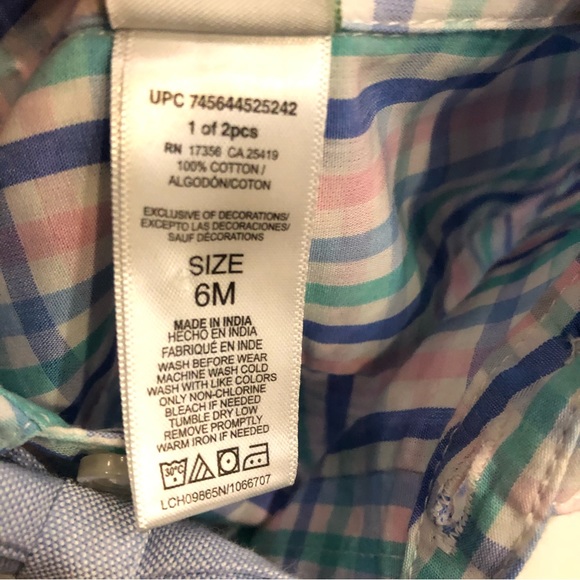 UPC 745644525242
1 of 2pcs
RN 17356 CA 25419
100% COTTON /
ALGODÓN/COTON
EXCLUSIVE OF DECORATIONS/
EXCEPTO LAS DECORACIONES/
SAUF DÉCORATIONS
SIZE
6M
MADE IN INDIA
HECHO EN INDIA
FABRIQUÉ EN INDE
WASH BEFORE WEAR
MACHINE WASH COLD
WASH WITH LIKE COLORS
ONLY NON-CHLORINE
BLEACH IF NEEDED
TUMBLE DRY LOW
REMOVE PROMPTLY
WARM IRON IF NEEDED
30°C
LCH09865N/1066707